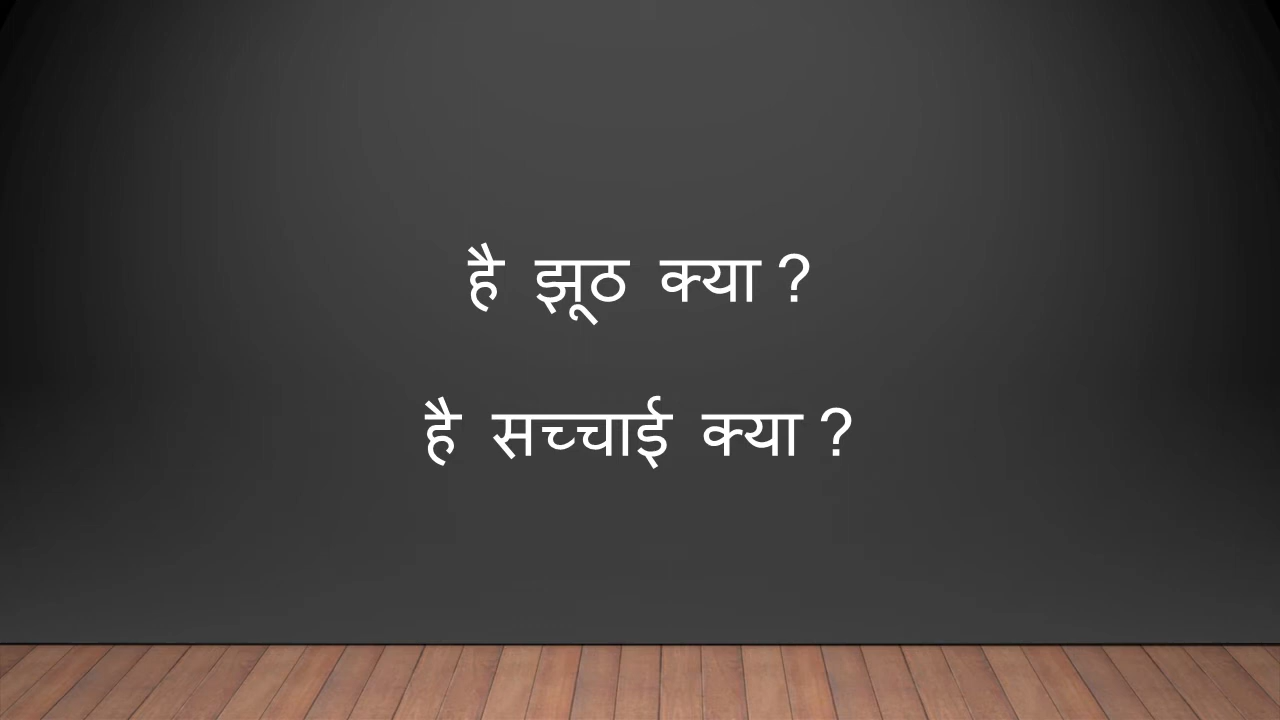 है झूठ क्या ?
है सच्चाई क्या ?